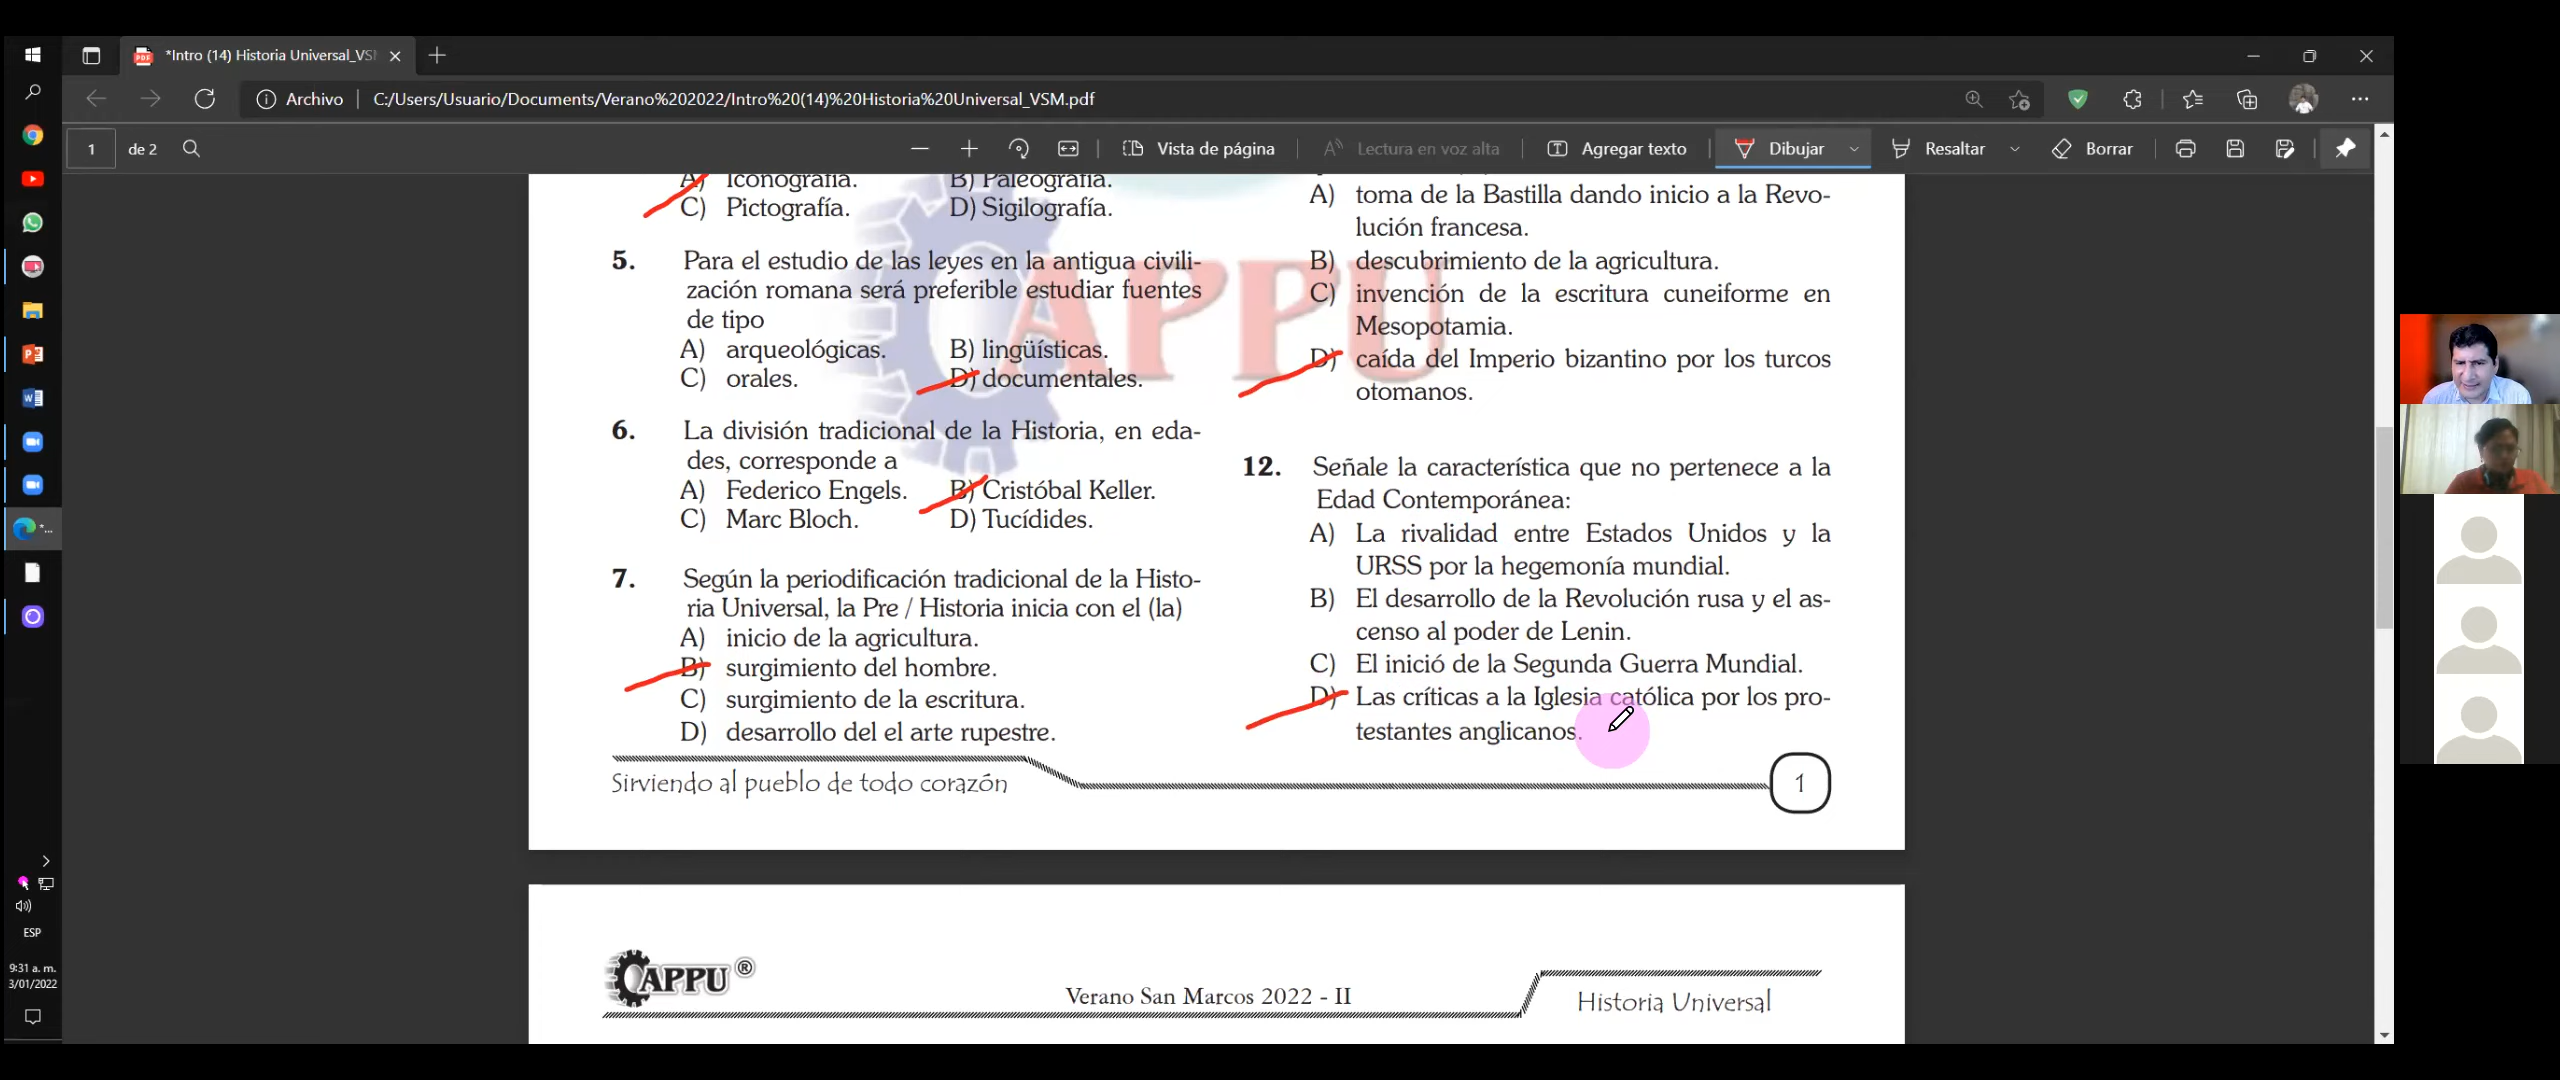 *Intro (14) Historia Universal_VS
Archivo
C:/Users/Usuario/Documents/Verano%202022/Intro%20(14)%20Historia%20Universal_VSM.pdf
1 de 2
Vista de página
Lectura en voz alta
Agregar texto
Dibujar
Resaltar
Borrar
A) Iconografía. B) Paleografía.
C) Pictografía. D) Sigilografía.
5. Para el estudio de las leyes en la antigua civili-
zación romana será preferible estudiar fuentes
de tipo
A) arqueológicas. B) lingüísticas.
C) orales. D) documentales.
6. La división tradicional de la Historia, en eda-
des, corresponde a
A) Federico Engels. B) Cristóbal Keller.
C) Marc Bloch. D) Tucídides.
7. Según la periodificación tradicional de la Histo-
ria Universal, la Pre / Historia inicia con el (la)
A) inicio de la agricultura.
B) surgimiento del hombre.
C) surgimiento de la escritura.
D) desarrollo del el arte rupestre.
A) toma de la Bastilla dando inicio a la Revo-
lución francesa.
B) descubrimiento de la agricultura.
C) invención de la escritura cuneiforme en
Mesopotamia.
D) caída del Imperio bizantino por los turcos
otomanos.
12. Señale la característica que no pertenece a la
Edad Contemporánea:
A) La rivalidad entre Estados Unidos y la
URSS por la hegemonía mundial.
B) El desarrollo de la Revolución rusa y el as-
censo al poder de Lenin.
C) El inició de la Segunda Guerra Mundial.
D) Las críticas a la Iglesia católica por los pro-
testantes anglicanos.
CAPPU
Sirviendo al pueblo de todo corazón
1
CAPPU ®
Verano San Marcos 2022 - II
Historia Universal
ESP
9:31 a. m.
3/01/2022